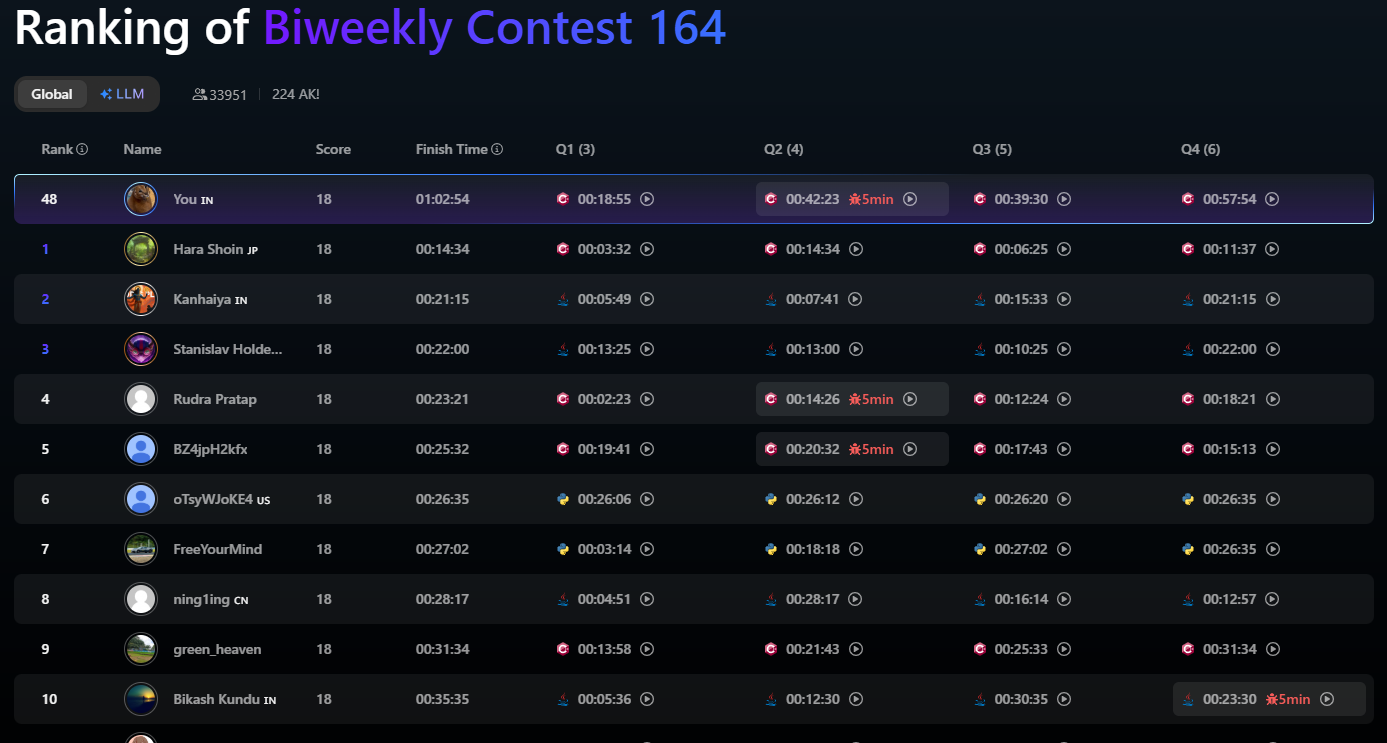 Ranking of Biweekly Contest 164
Global LLM 33951 224 AK!
Rank Name Score Finish Time Q1 (3) Q2 (4) Q3 (5) Q4 (6)
48 You IN 18 01:02:54 00:18:55 00:42:23 5min 00:39:30 00:57:54
1 Hara Shoin JP 18 00:14:34 00:03:32 00:14:34 00:06:25 00:11:37
2 Kanhaiya IN 18 00:21:15 00:05:49 00:07:41 00:15:33 00:21:15
3 Stanislav Holde... 18 00:22:00 00:13:25 00:13:00 00:10:25 00:22:00
4 Rudra Pratap 18 00:23:21 00:02:23 00:14:26 5min 00:12:24 00:18:21
5 BZ4jpH2kfx 18 00:25:32 00:19:41 00:20:32 5min 00:17:43 00:15:13
6 oTsyWJoKE4 US 18 00:26:35 00:26:06 00:26:12 00:26:20 00:26:35
7 FreeYourMind 18 00:27:02 00:03:14 00:18:18 00:27:02 00:26:35
8 ning1ing CN 18 00:28:17 00:04:51 00:28:17 00:16:14 00:12:57
9 green_heaven 18 00:31:34 00:13:58 00:21:43 00:25:33 00:31:34
10 Bikash Kundu IN 18 00:35:35 00:05:36 00:12:30 00:30:35 00:23:30 5min